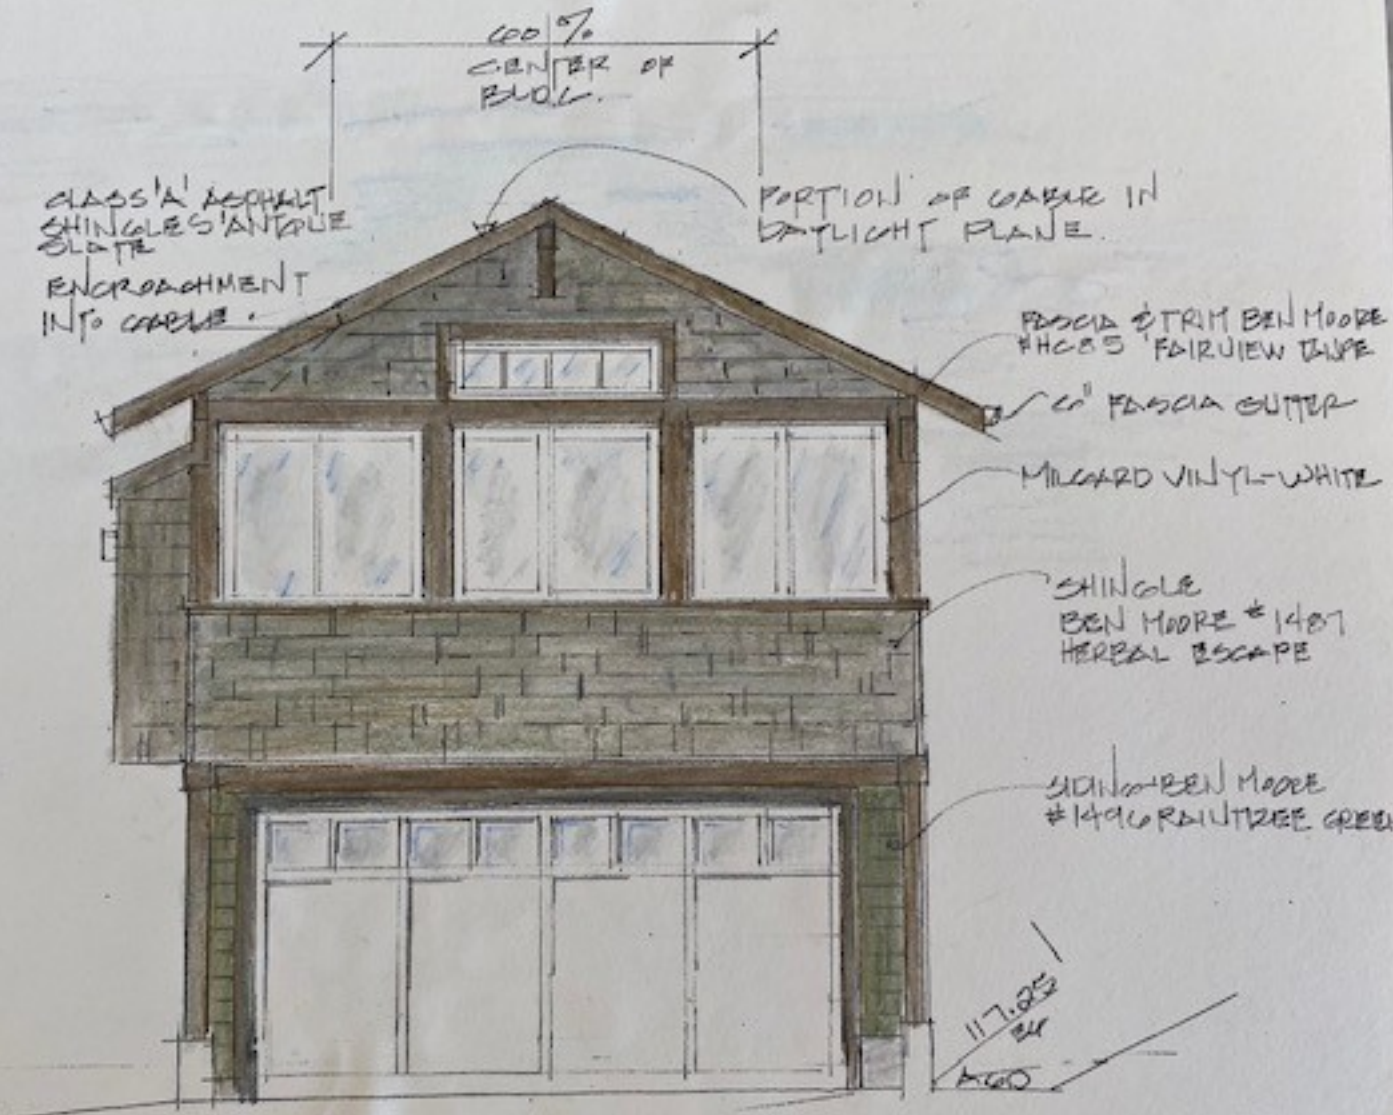 60%
CENTER OF
BLDG.
CLASS 'A' ASPHALT
SHINGLES 'ANTIQUE
SLATE
ENCROACHMENT
INTO GABLE.
PORTION OF GABLE IN
DAYLIGHT PLANE.
FASCIA & TRIM BEN MOORE
#HC85 'FAIRVIEW TAUPE
6" FASCIA GUTTER
MILGARD VINYL-WHITE
SHINGLE
BEN MOORE #1487
HERBAL ESCAPE
SIDING-BEN MOORE
#1496 RAINTREE GREEN
117.25